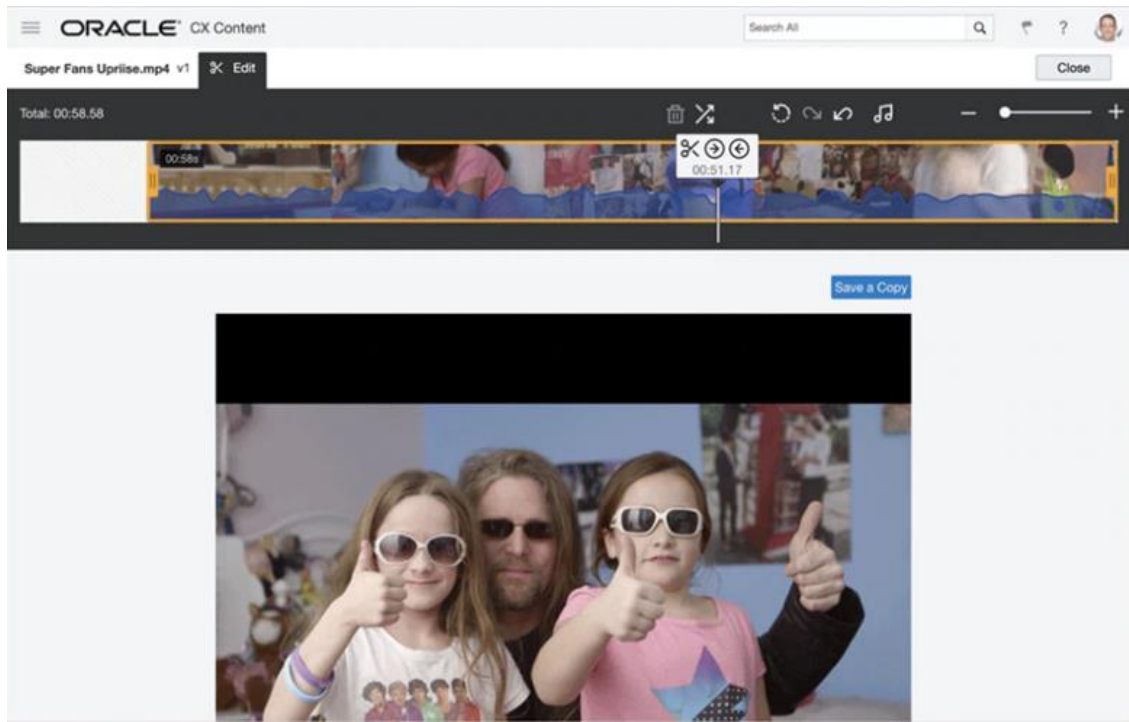 ORACLE® CX Content
Search All
?
Super Fans Upriise.mp4 v1
Edit
Close
Total: 00:58.58
00:58s
00:51.17
Save a Copy